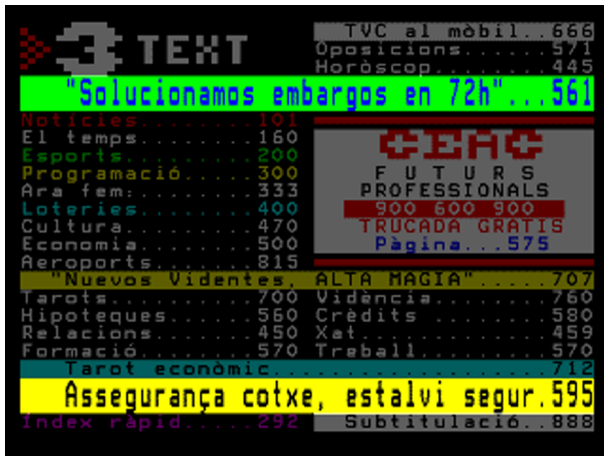 3 TEXT
TVC al mòbil..666
Oposicions.....571
Horòscop.......445
"Solucionamos embargos en 72h"...561
Notícies........101
El temps........160
Esports.........200
Programació.....300
Ara fem:........333
Loteries........400
Cultura.........470
Economia........500
Aeroports.......815
CEAC
FUTURS
PROFESSIONALS
900 600 900
TRUCADA GRATIS
Pàgina...575
"Nuevos Videntes, ALTA MAGIA".....707
Tarots..........700 Vidència.......760
Hipoteques......560 Crèdits........580
Relacions.......450 Xat............459
Formació........570 Treball........570
Tarot econòmic..................712
Assegurança cotxe, estalvi segur.595
Índex ràpid.....292 Subtitulació..888